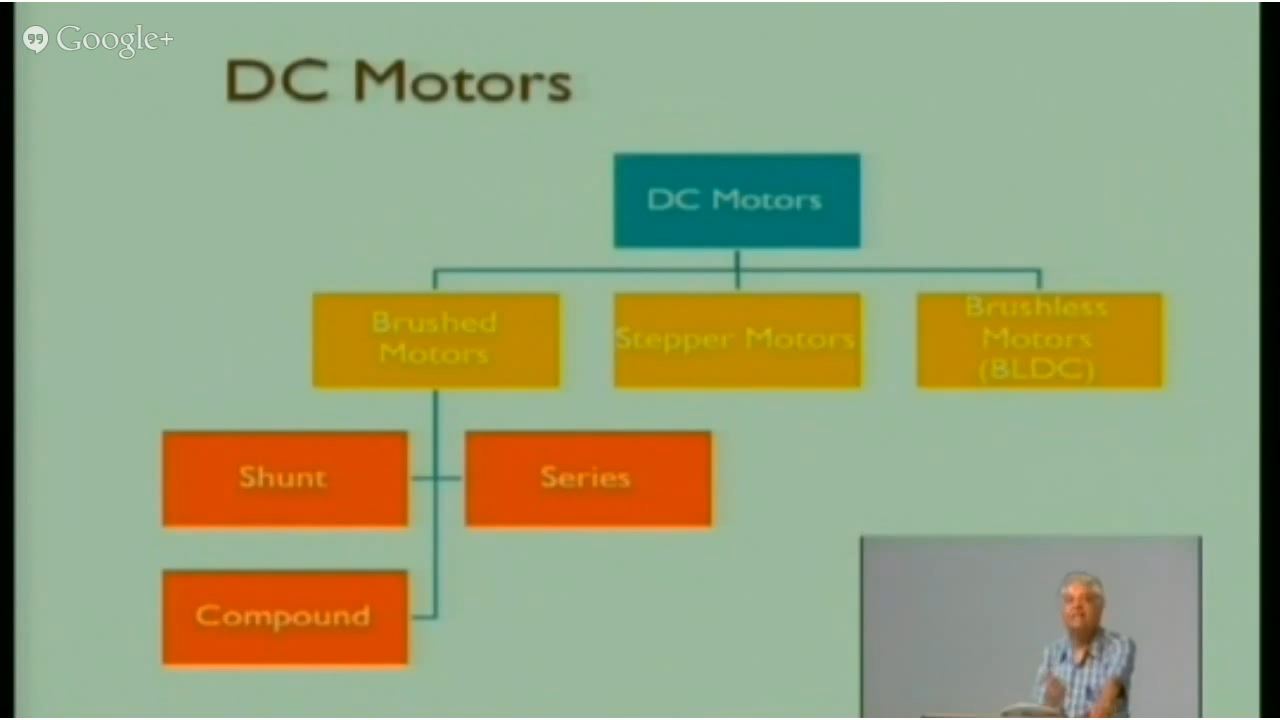 Google+
DC Motors
DC Motors
Brushed
Motors
Stepper Motors
Brushless
Motors
(BLDC)
Shunt
Series
Compound